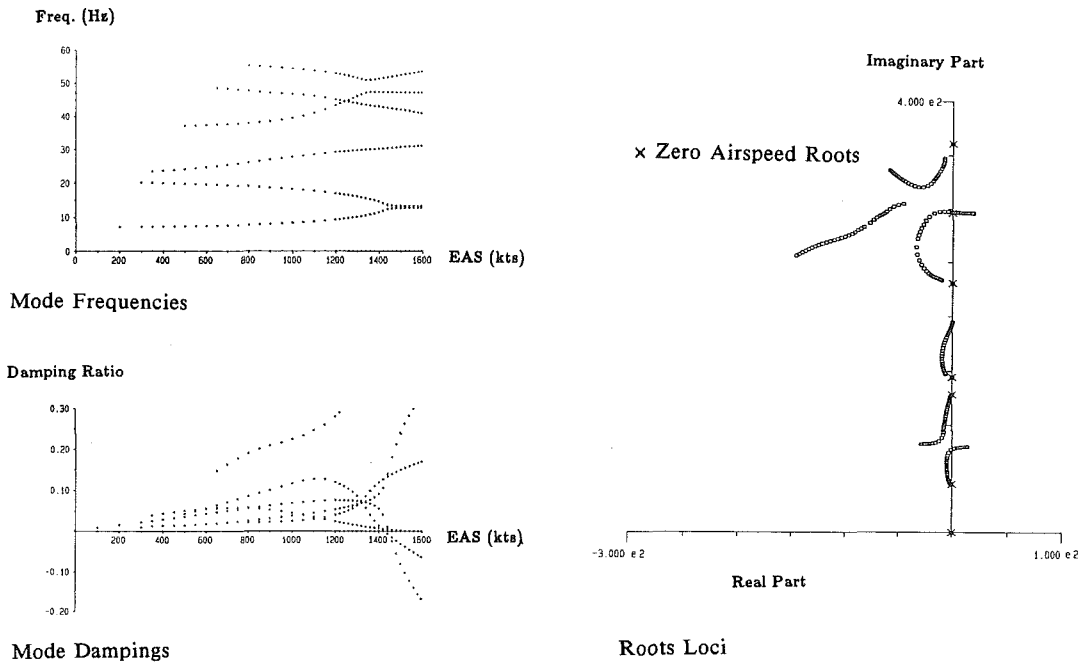 Freq. (Hz)
60
50
40
30
20
10
0
0 200 400 600 800 1000 1200 1400 1600
EAS (kts)
Mode Frequencies
Damping Ratio
0.30
0.20
0.10
0.00
-0.10
-0.20
200 400 600 800 1000 1200 1400 1600
EAS (kts)
Mode Dampings
Imaginary Part
4.000 e2
× Zero Airspeed Roots
-3.000 e2
1.000 e2
Real Part
Roots Loci